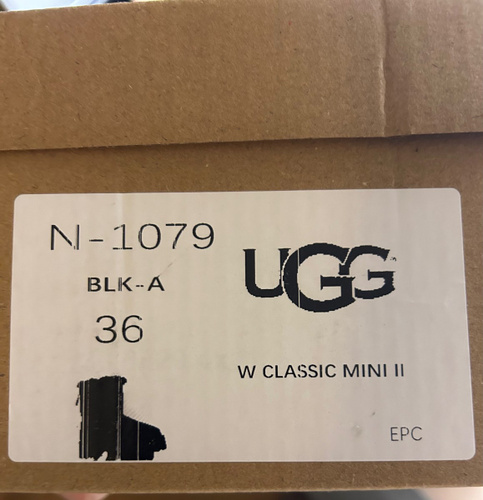 N-1079
BLK-A
36
UGG
W CLASSIC MINI II
EPC